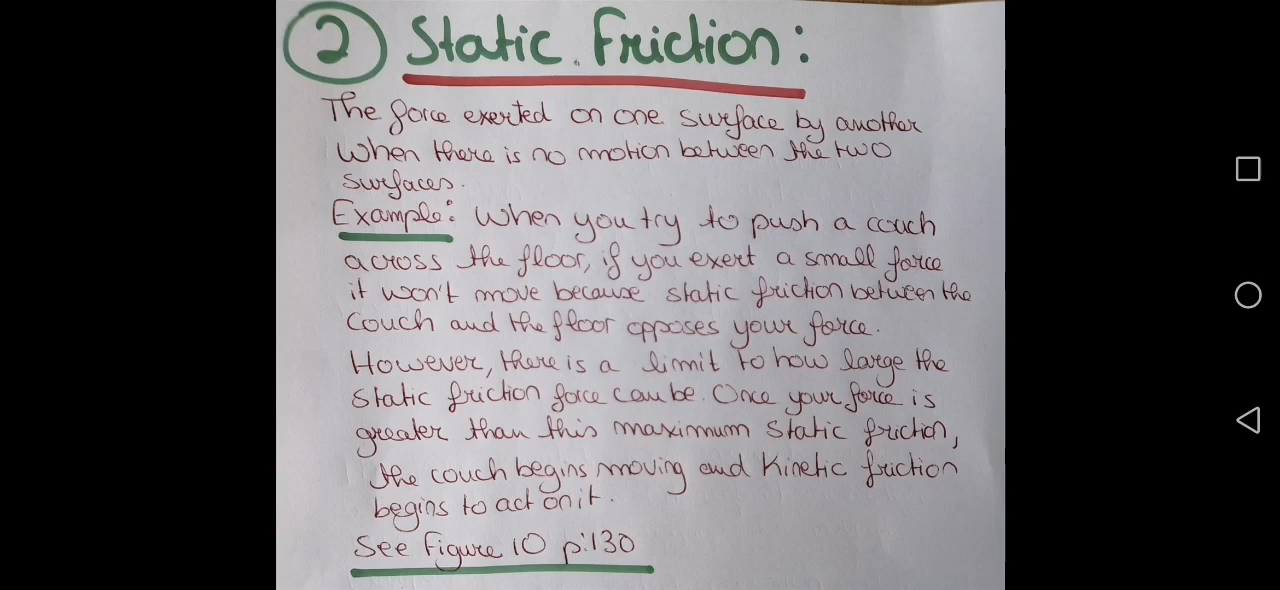 2 Static Friction:
The force exerted on one surface by another
when there is no motion between the two
surfaces.
Example: When you try to push a couch
across the floor, if you exert a small force
it won't move because static friction between the
couch and the floor opposes your force.
However, there is a limit to how large the
static friction force can be. Once your force is
greater than this maximum static friction,
the couch begins moving and Kinetic friction
begins to act on it.
See Figure 10 p:130